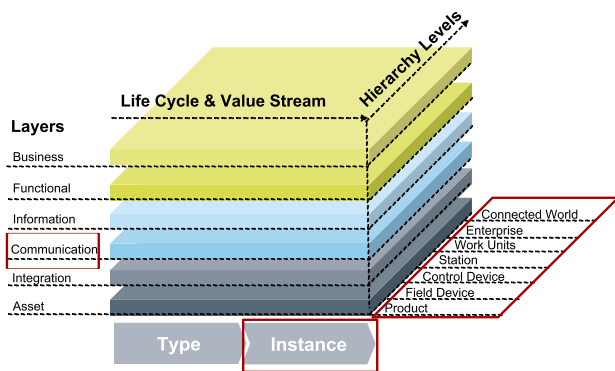 Hierarchy Levels
Life Cycle & Value Stream
Layers
Business
Functional
Information
Communication
Integration
Asset
Connected World
Enterprise
Work Units
Station
Control Device
Field Device
Product
Type
Instance